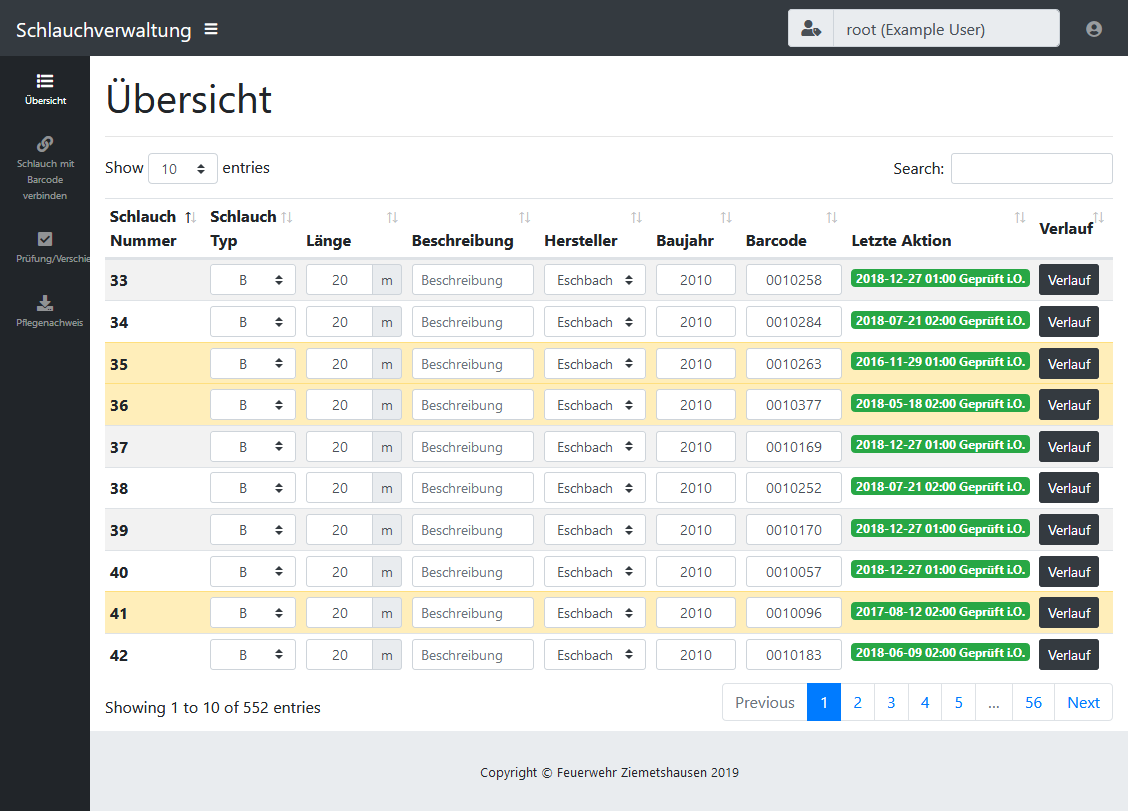 Schlauchverwaltung
root (Example User)
Übersicht
Schlauch mit
Barcode
verbinden
Prüfung/Verschie
Pflegenachweis
Übersicht
Show 10 entries
Search:
Schlauch Nummer Schlauch Typ Länge Beschreibung Hersteller Baujahr Barcode Letzte Aktion Verlauf
33 B 20 m Beschreibung Eschbach 2010 0010258 2018-12-27 01:00 Geprüft i.O. Verlauf
34 B 20 m Beschreibung Eschbach 2010 0010284 2018-07-21 02:00 Geprüft i.O. Verlauf
35 B 20 m Beschreibung Eschbach 2010 0010263 2016-11-29 01:00 Geprüft i.O. Verlauf
36 B 20 m Beschreibung Eschbach 2010 0010377 2018-05-18 02:00 Geprüft i.O. Verlauf
37 B 20 m Beschreibung Eschbach 2010 0010169 2018-12-27 01:00 Geprüft i.O. Verlauf
38 B 20 m Beschreibung Eschbach 2010 0010252 2018-07-21 02:00 Geprüft i.O. Verlauf
39 B 20 m Beschreibung Eschbach 2010 0010170 2018-12-27 01:00 Geprüft i.O. Verlauf
40 B 20 m Beschreibung Eschbach 2010 0010057 2018-12-27 01:00 Geprüft i.O. Verlauf
41 B 20 m Beschreibung Eschbach 2010 0010096 2017-08-12 02:00 Geprüft i.O. Verlauf
42 B 20 m Beschreibung Eschbach 2010 0010183 2018-06-09 02:00 Geprüft i.O. Verlauf
Showing 1 to 10 of 552 entries
Previous 1 2 3 4 5 ... 56 Next
Copyright © Feuerwehr Ziemetshausen 2019